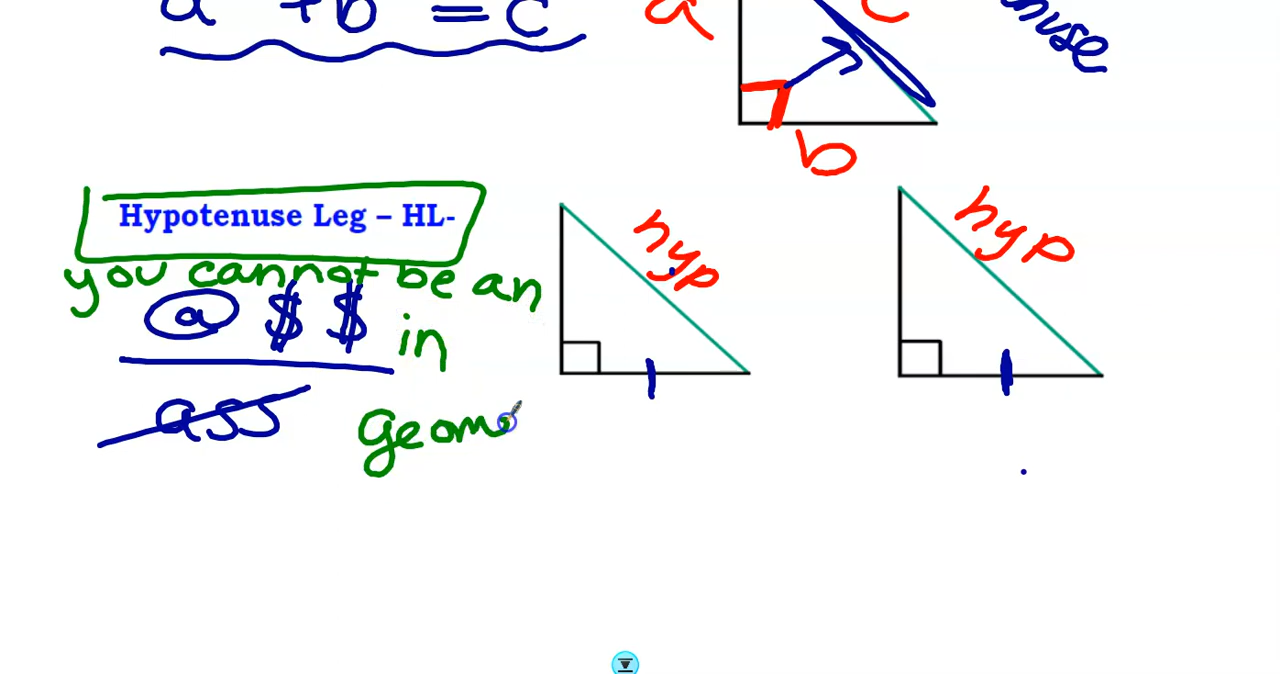 a + b = c
a
c
b
Hypotenuse Leg – HL-
you cannot be an
@ $ $ in
ass
geom
hyp
hyp